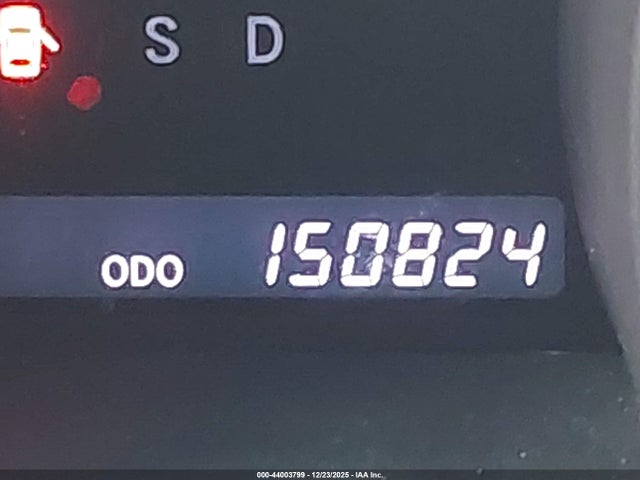 S D
ODO 150824
000-44003799 - 12/23/2025 - IAA Inc.